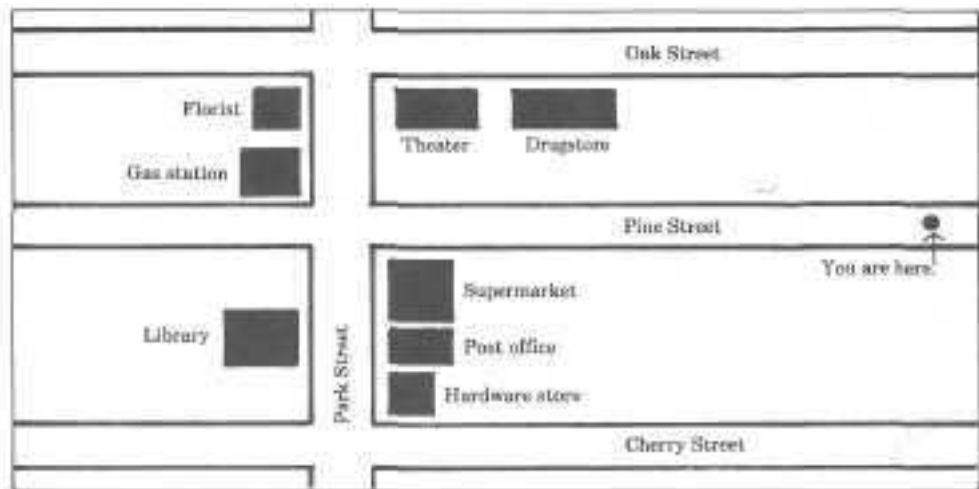 Oak Street
Florist
Theater
Drugstore
Gas station
Pine Street
You are here.
Supermarket
Library
Post office
Park Street
Hardware store
Cherry Street